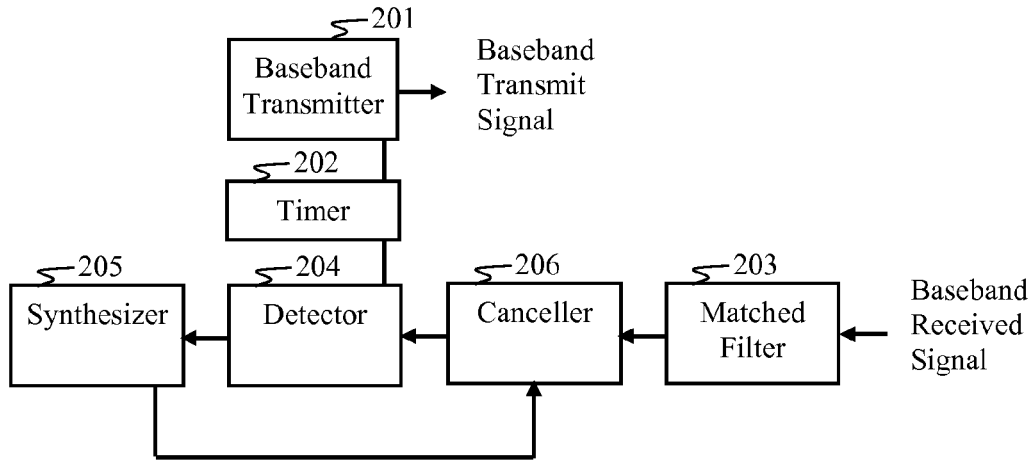 201
Baseband
Transmitter
Baseband
Transmit
Signal
202
Timer
205
Synthesizer
204
Detector
206
Canceller
203
Matched
Filter
Baseband
Received
Signal